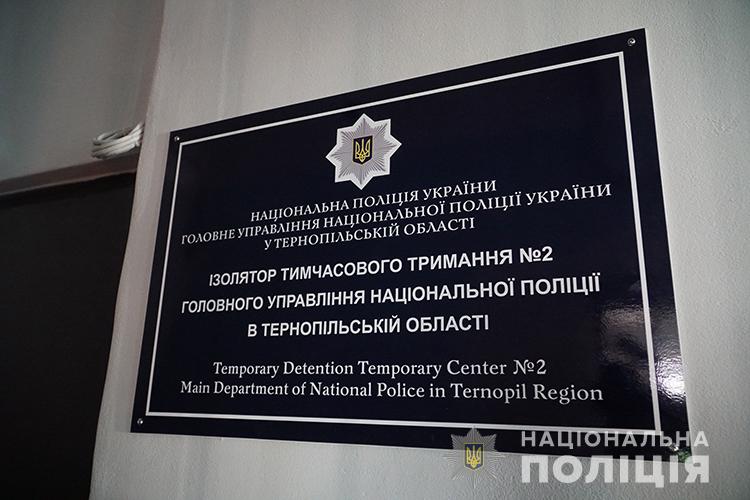 НАЦІОНАЛЬНА ПОЛІЦІЯ УКРАЇНИ
ГОЛОВНЕ УПРАВЛІННЯ НАЦІОНАЛЬНОЇ ПОЛІЦІЇ УКРАЇНИ
У ТЕРНОПІЛЬСЬКІЙ ОБЛАСТІ
ІЗОЛЯТОР ТИМЧАСОВОГО ТРИМАННЯ №2
ГОЛОВНОГО УПРАВЛІННЯ НАЦІОНАЛЬНОЇ ПОЛІЦІЇ
В ТЕРНОПІЛЬСЬКІЙ ОБЛАСТІ
Temporary Detention Temporary Center №2
Main Department of National Police in Ternopil Region
НАЦІОНАЛЬНА
ПОЛІЦІЯ